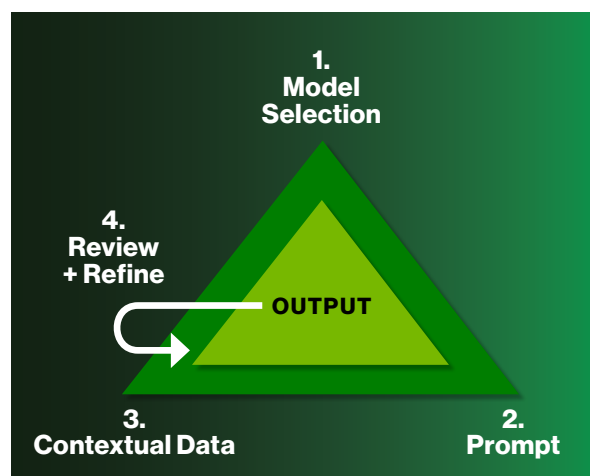 1.
Model
Selection
4.
Review
+ Refine
OUTPUT
3.
Contextual Data
2.
Prompt